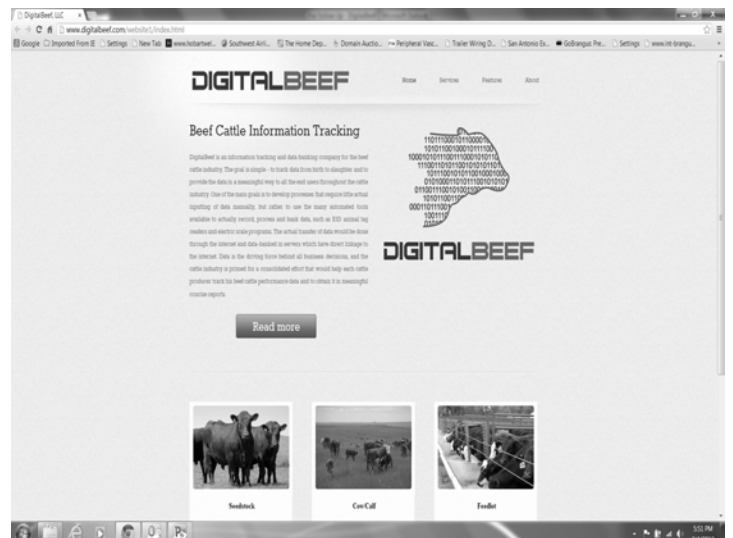 DigitalBeef, LLC
www.digitalbeef.com/website1/index.html
Google Imported From IE Settings New Tab www.hobartwel... Southwest Airli... The Home Dep... Domain Auctio... Peripheral Vasc... Trailer Wiring D... San Antonio Ex... GoBrangus Pre... Settings www.int-brangu...
DIGITALBEEF
Home Services Features About
Beef Cattle Information Tracking
DigitalBeef is an information tracking and data banking company for the beef
cattle industry. The goal is simple - to track data from birth to slaughter and to
provide the data in a meaningful way to all the end users throughout the cattle
industry. One of the main goals is to develop processes that require little actual
inputting of data manually, but rather to use the many automated tools
available to actually record, process and bank data, such as EID animal tag
readers and electric scale programs. The actual transfer of data would be done
through the internet and data-banked in servers which have direct linkage to
the internet. Data is the driving force behind all business decisions, and the
cattle industry is primed for a consolidated effort that would help each cattle
producer track his beef cattle performance data and to obtain it in meaningful
concise reports.
Read more
DIGITALBEEF
Seedstock
Cow/Calf
Feedlot
5:51 PM